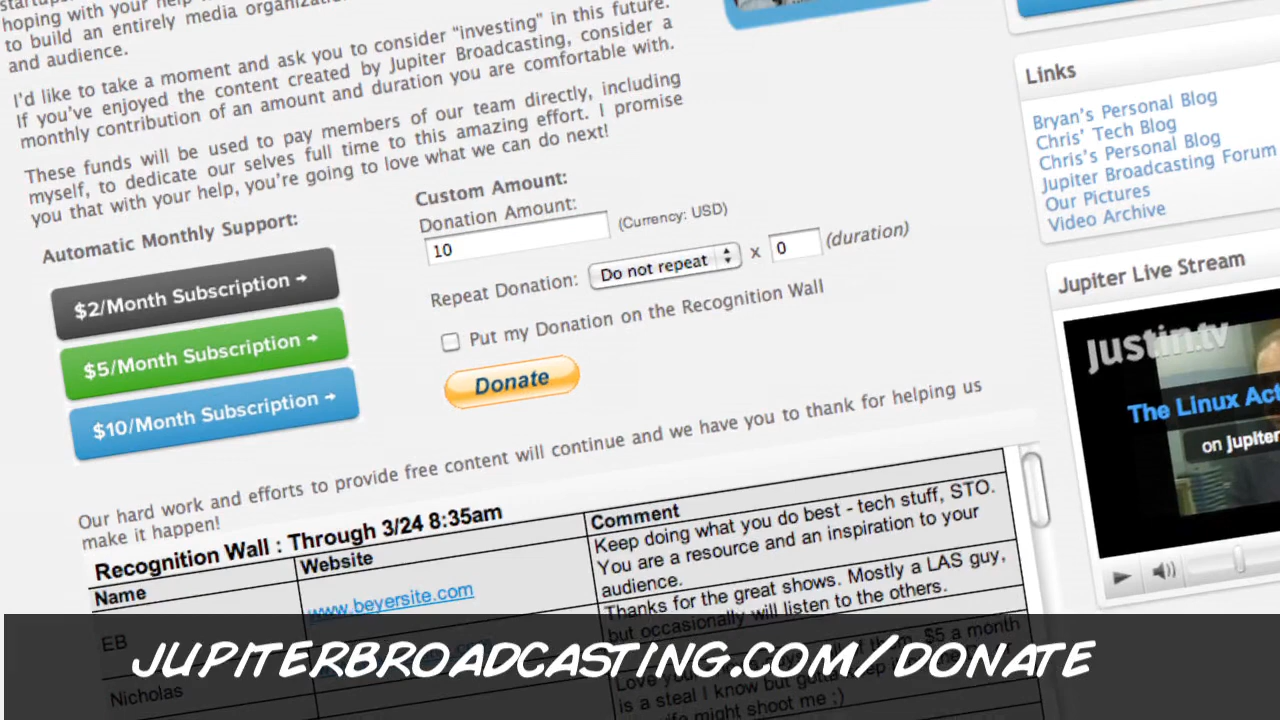 startups
hoping with your help
to build an entirely media organiza
and audience.
I'd like to take a moment and ask you to consider "investing" in this future.
If you've enjoyed the content created by Jupiter Broadcasting, consider a
monthly contribution of an amount and duration you are comfortable with.
These funds will be used to pay members of our team directly, including
myself, to dedicate our selves full time to this amazing effort. I promise
you that with your help, you're going to love what we can do next!
Automatic Monthly Support:
$2/Month Subscription →
$5/Month Subscription →
$10/Month Subscription →
Custom Amount:
Donation Amount:
10 (Currency: USD)
Repeat Donation: Do not repeat x 0 (duration)
Put my Donation on the Recognition Wall
Donate
Our hard work and efforts to provide free content will continue and we have you to thank for helping us
make it happen!
Recognition Wall : Through 3/24 8:35am
Name Website Comment
EB www.beyersite.com Keep doing what you do best - tech stuff, STO.
You are a resource and an inspiration to your
audience.
Nicholas Thanks for the great shows. Mostly a LAS guy,
but occasionally will listen to the others.
$5 a month
is a steal I know but
might shoot me ;)
Links
Bryan's Personal Blog
Chris' Tech Blog
Chris's Personal Blog
Jupiter Broadcasting Forum
Our Pictures
Video Archive
Jupiter Live Stream
Justin.tv
The Linux Act
on Jupiter
JUPITERBROADCASTING.COM/DONATE